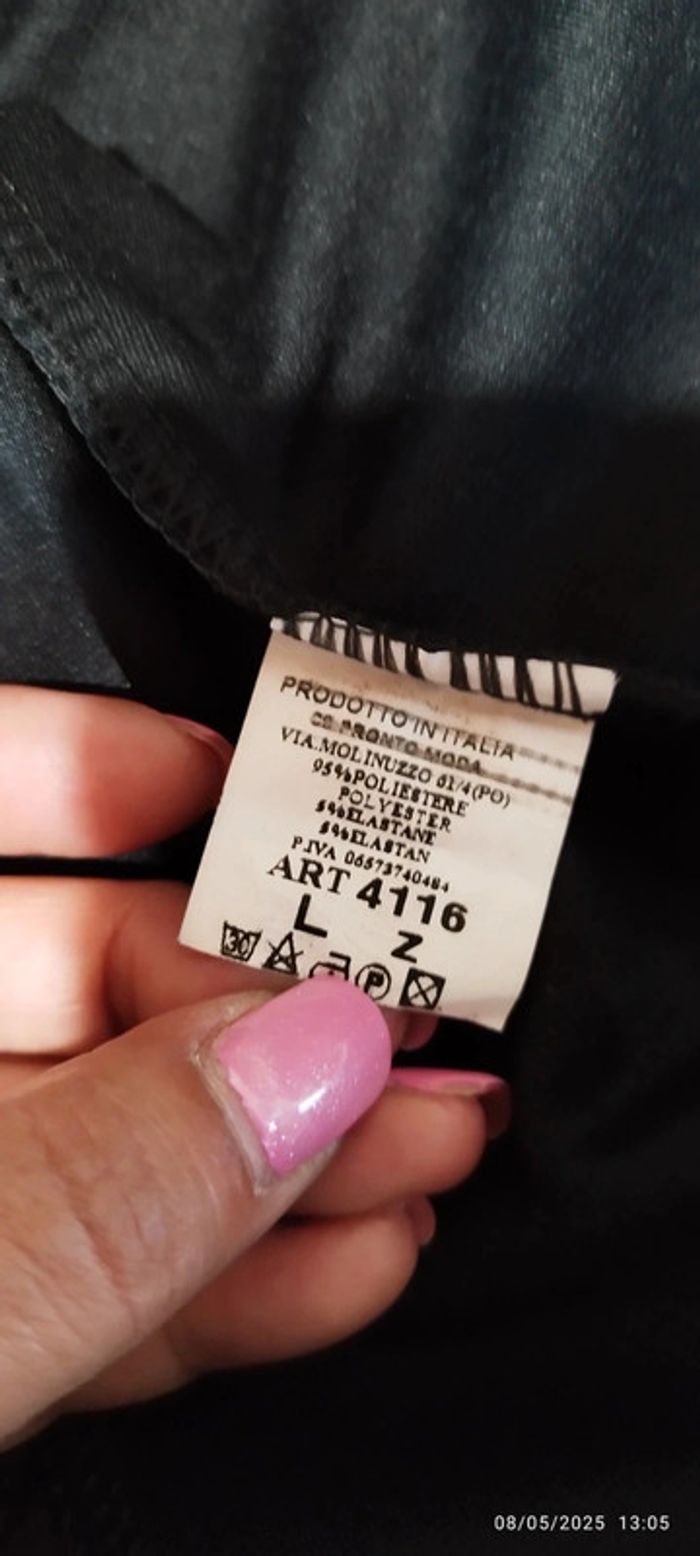 PRODOTTO IN ITALIA
PRONTO MODA
VIA.MOLINUZZO 61/4(PO)
95%POLIESTERE
POLYESTER
5%ELASTANE
5%ELASTAN
P.IVA 06573740484
ART 4116
L
Z
30
P
08/05/2025 13:05